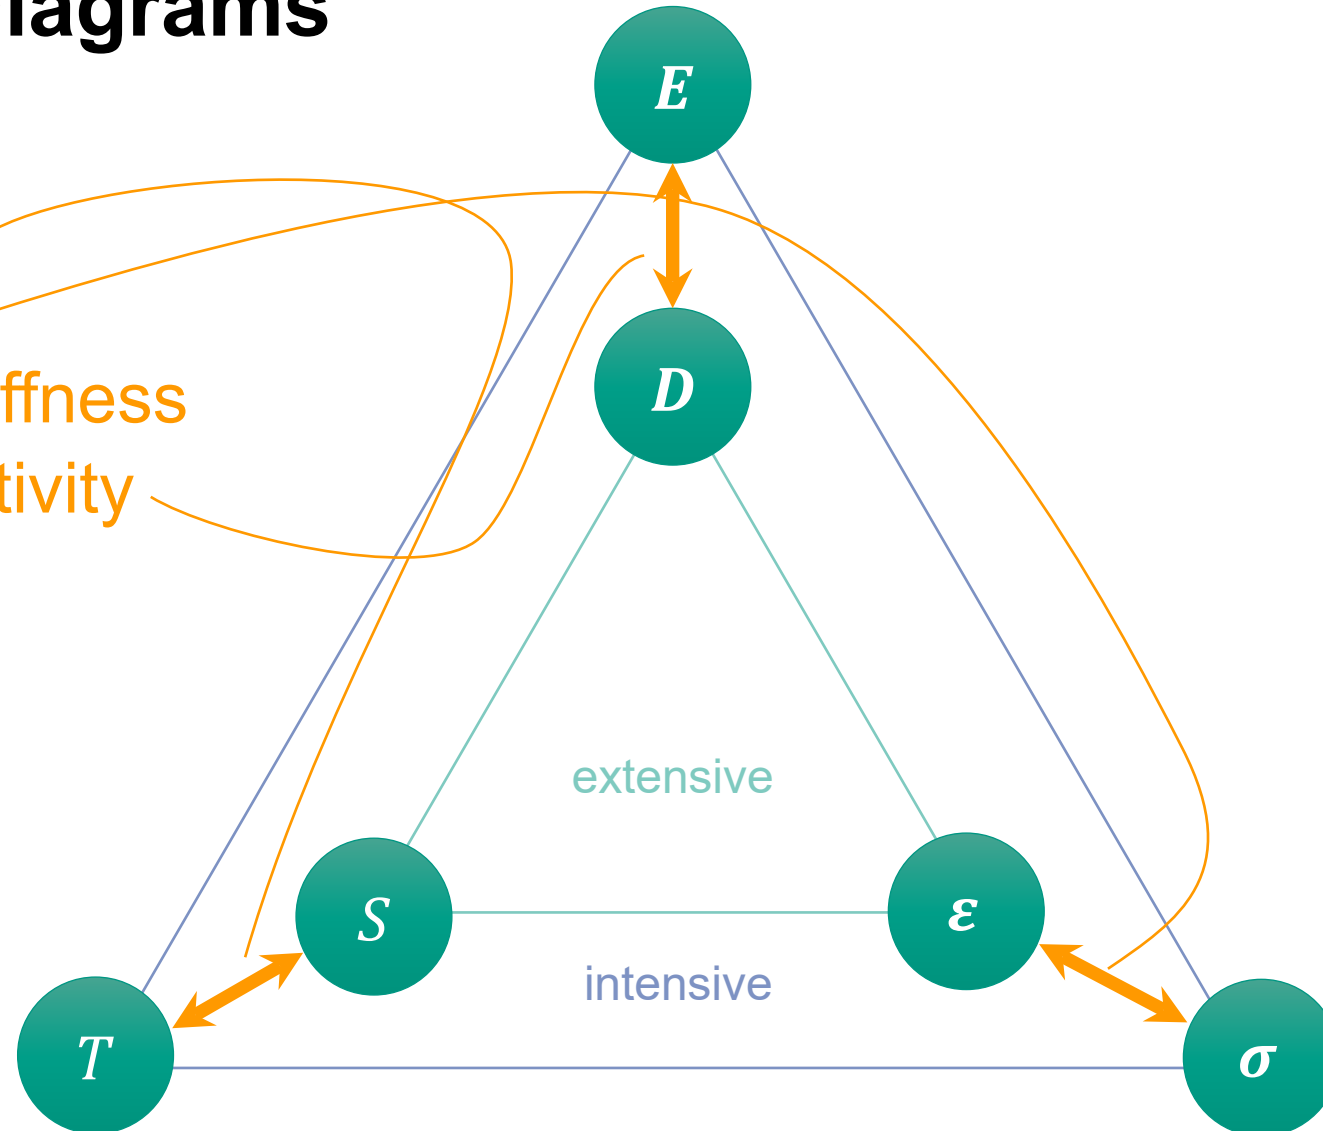 iagrams
E
D
ffness
tivity
extensive
S
ε
intensive
T
σ